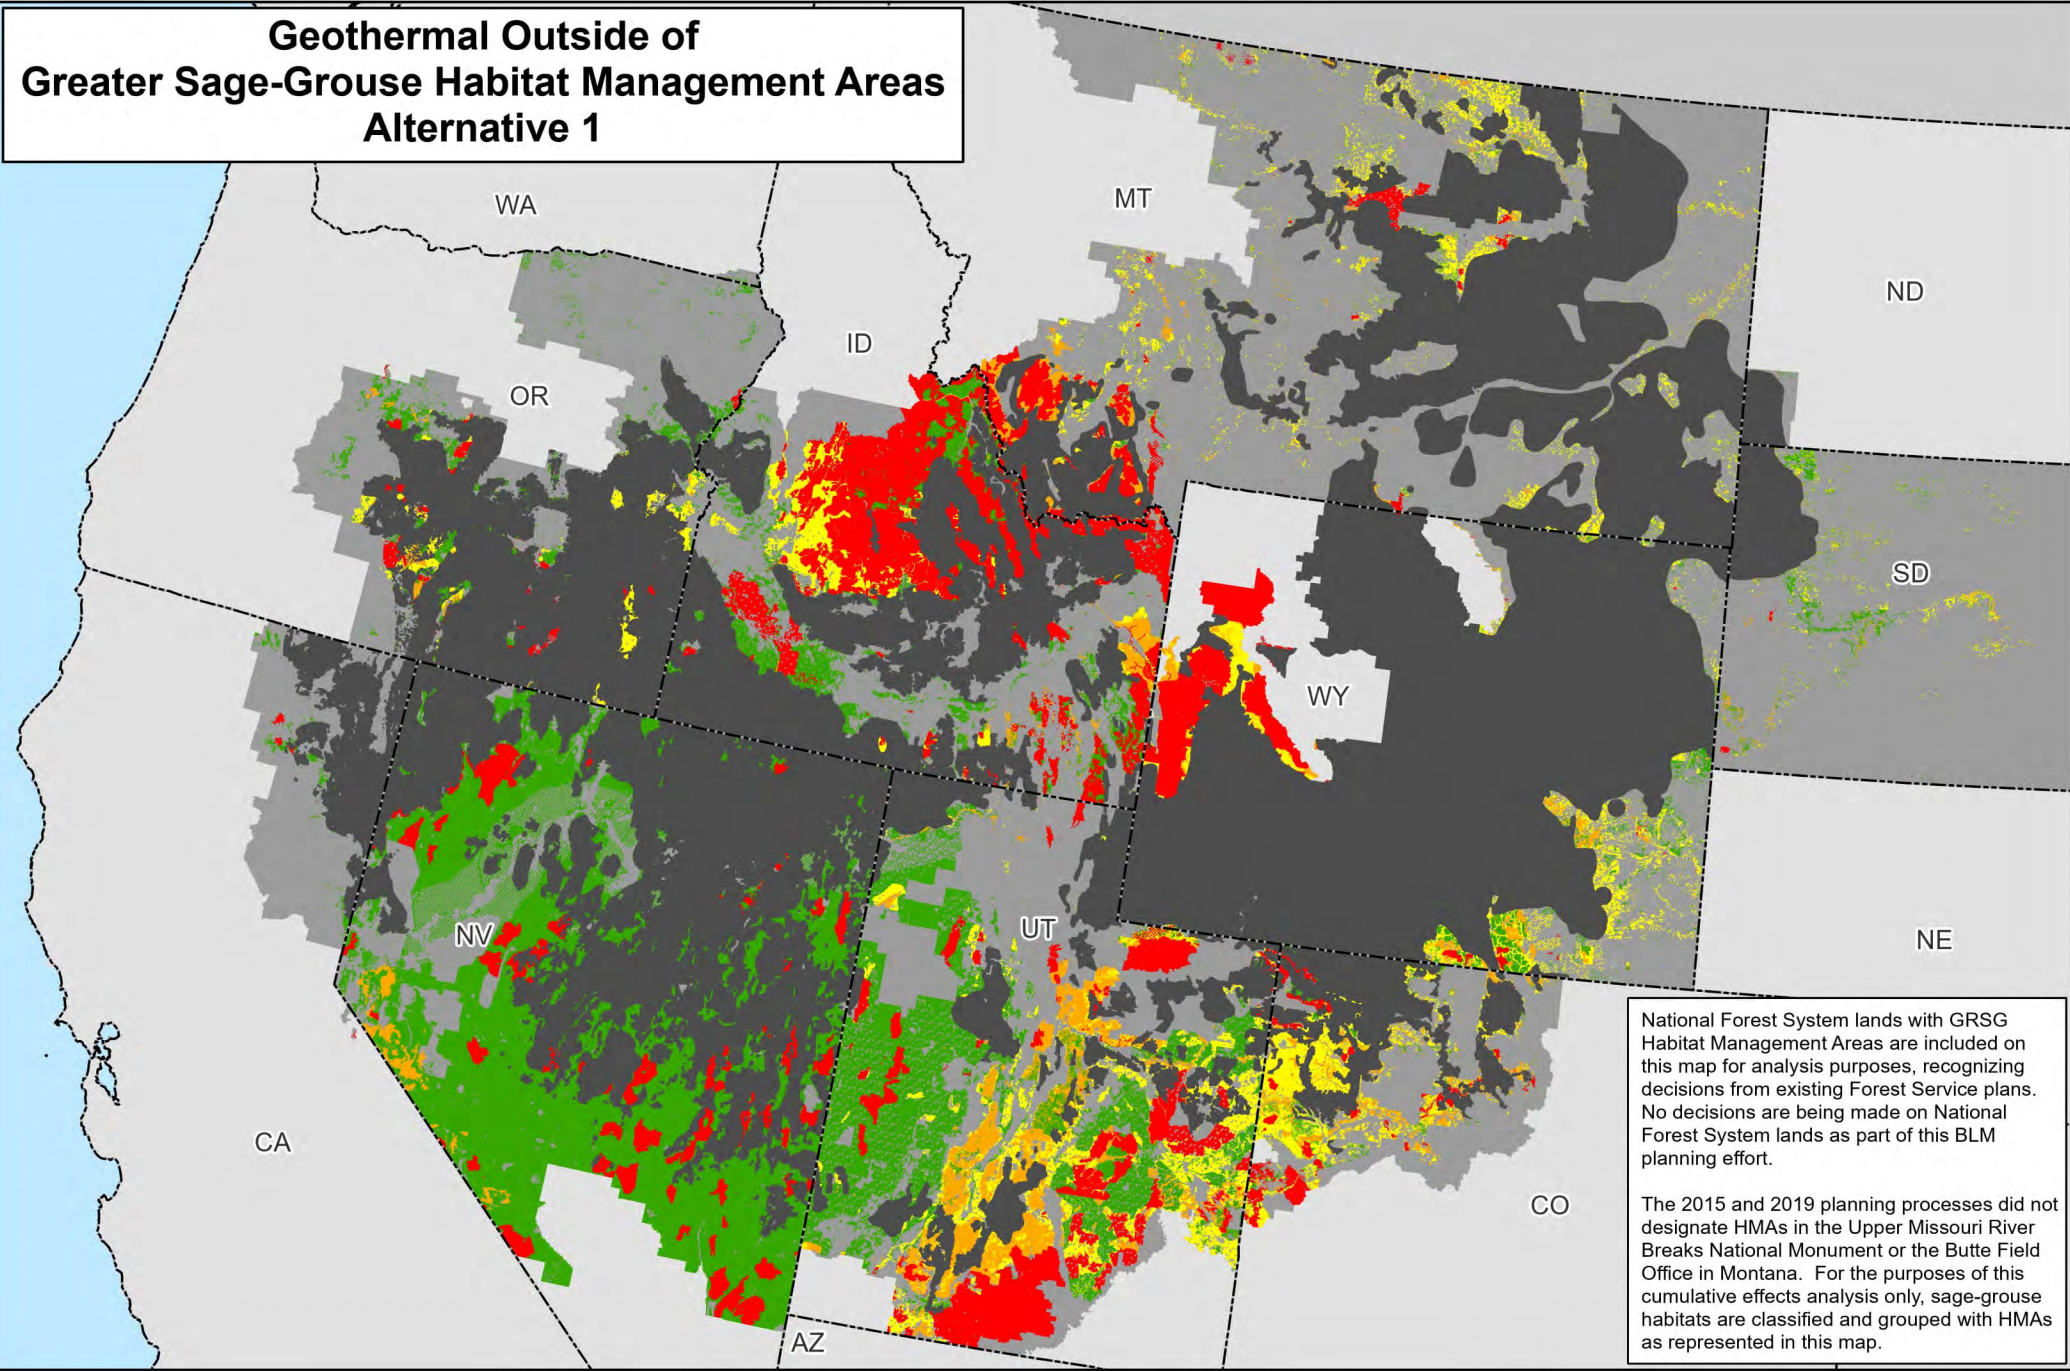 Geothermal Outside of
Greater Sage-Grouse Habitat Management Areas
Alternative 1
WA
MT
ND
ID
OR
SD
WY
UT
NV
NE
CA
CO
AZ
National Forest System lands with GRSG
Habitat Management Areas are included on
this map for analysis purposes, recognizing
decisions from existing Forest Service plans.
No decisions are being made on National
Forest System lands as part of this BLM
planning effort.
The 2015 and 2019 planning processes did not
designate HMAs in the Upper Missouri River
Breaks National Monument or the Butte Field
Office in Montana.  For the purposes of this
cumulative effects analysis only, sage-grouse
habitats are classified and grouped with HMAs
as represented in this map.